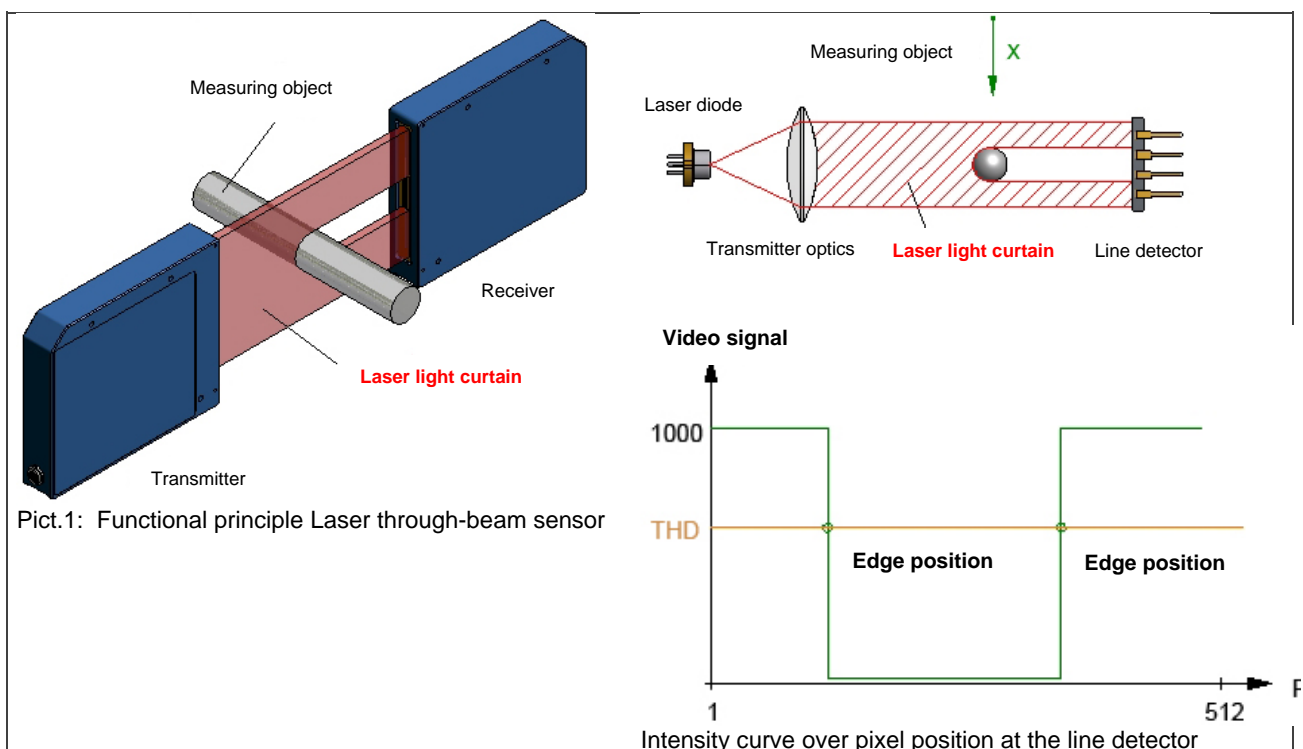 Measuring object
Receiver
Laser light curtain
Transmitter
Pict.1: Functional principle Laser through-beam sensor
Measuring object
X
Laser diode
Transmitter optics
Laser light curtain
Line detector
Video signal
1000
THD
Edge position
Edge position
1
512
Intensity curve over pixel position at the line detector